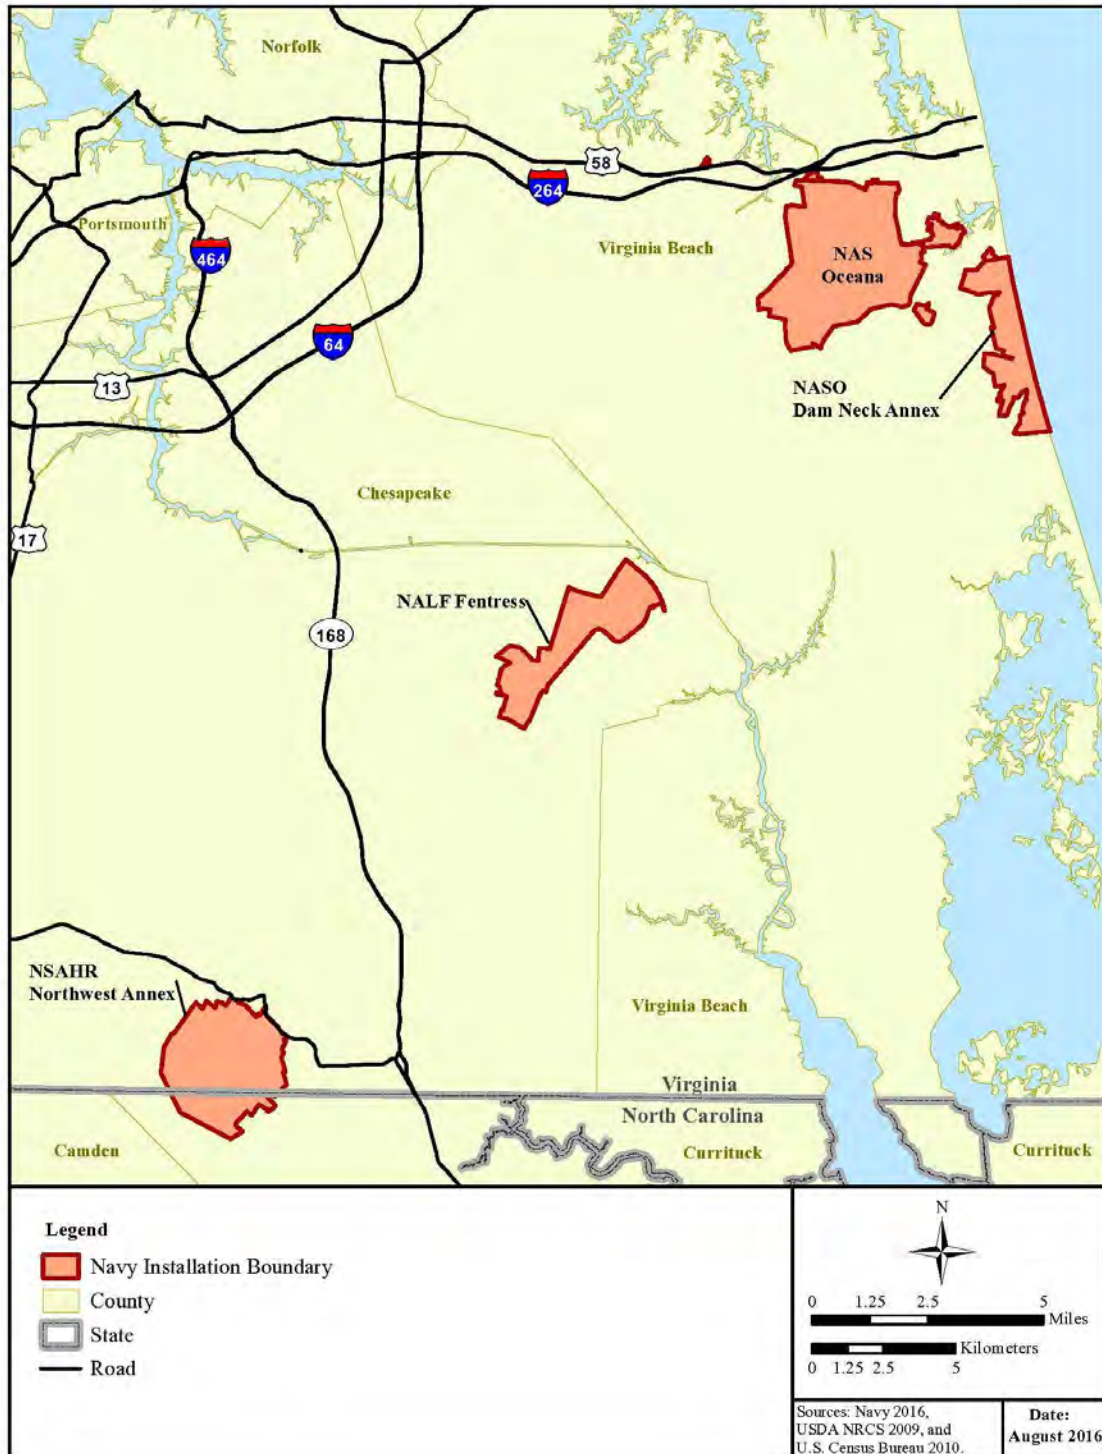 Norfolk
58
264
Portsmouth
Virginia Beach
464
NAS
Oceana
64
13
NASO
Dam Neck Annex
Chesapeake
17
NALF Fentress
168
NSAHR
Northwest Annex
Virginia Beach
Virginia
North Carolina
Camden
Currituck
Currituck
Legend
Navy Installation Boundary
County
State
Road
N
0 1.25 2.5 5
Miles
Kilometers
0 1.25 2.5 5
Sources: Navy 2016,
USDA NRCS 2009, and
U.S. Census Bureau 2010.
Date:
August 2016